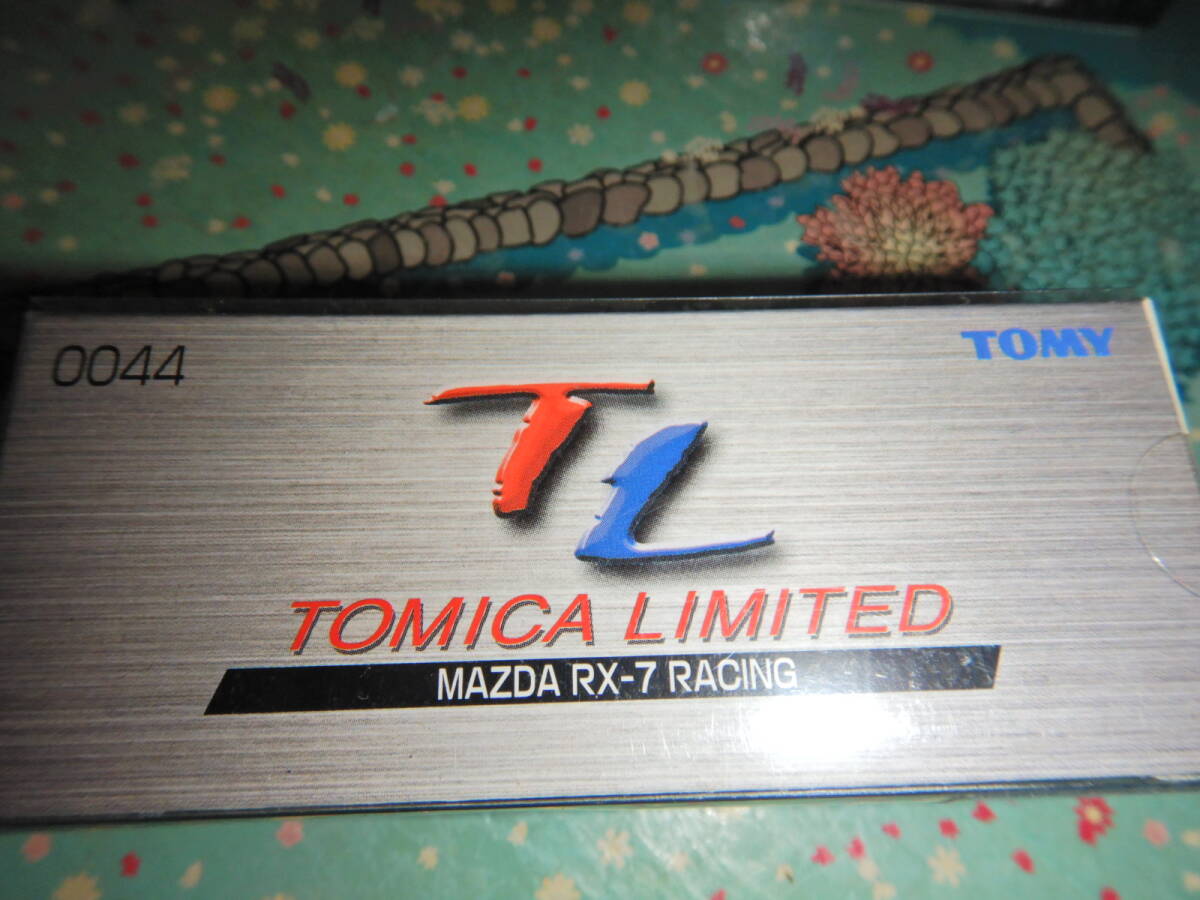 0044
TOMY
TL
TOMICA LIMITED
MAZDA RX-7 RACING